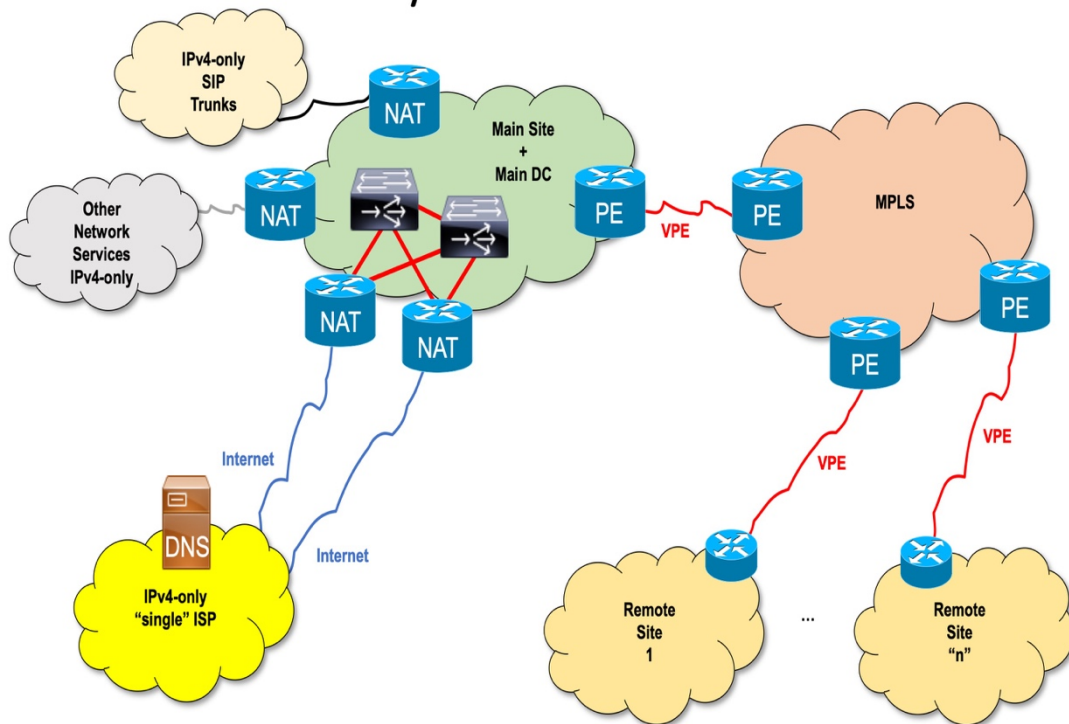 IPv4-only
SIP
Trunks
NAT
Main Site
+
Main DC
Other
Network
Services
IPv4-only
NAT
PE
VPE
PE
MPLS
NAT
NAT
PE
PE
Internet
Internet
VPE
VPE
DNS
IPv4-only
“single” ISP
Remote
Site
1
...
Remote
Site
“n”